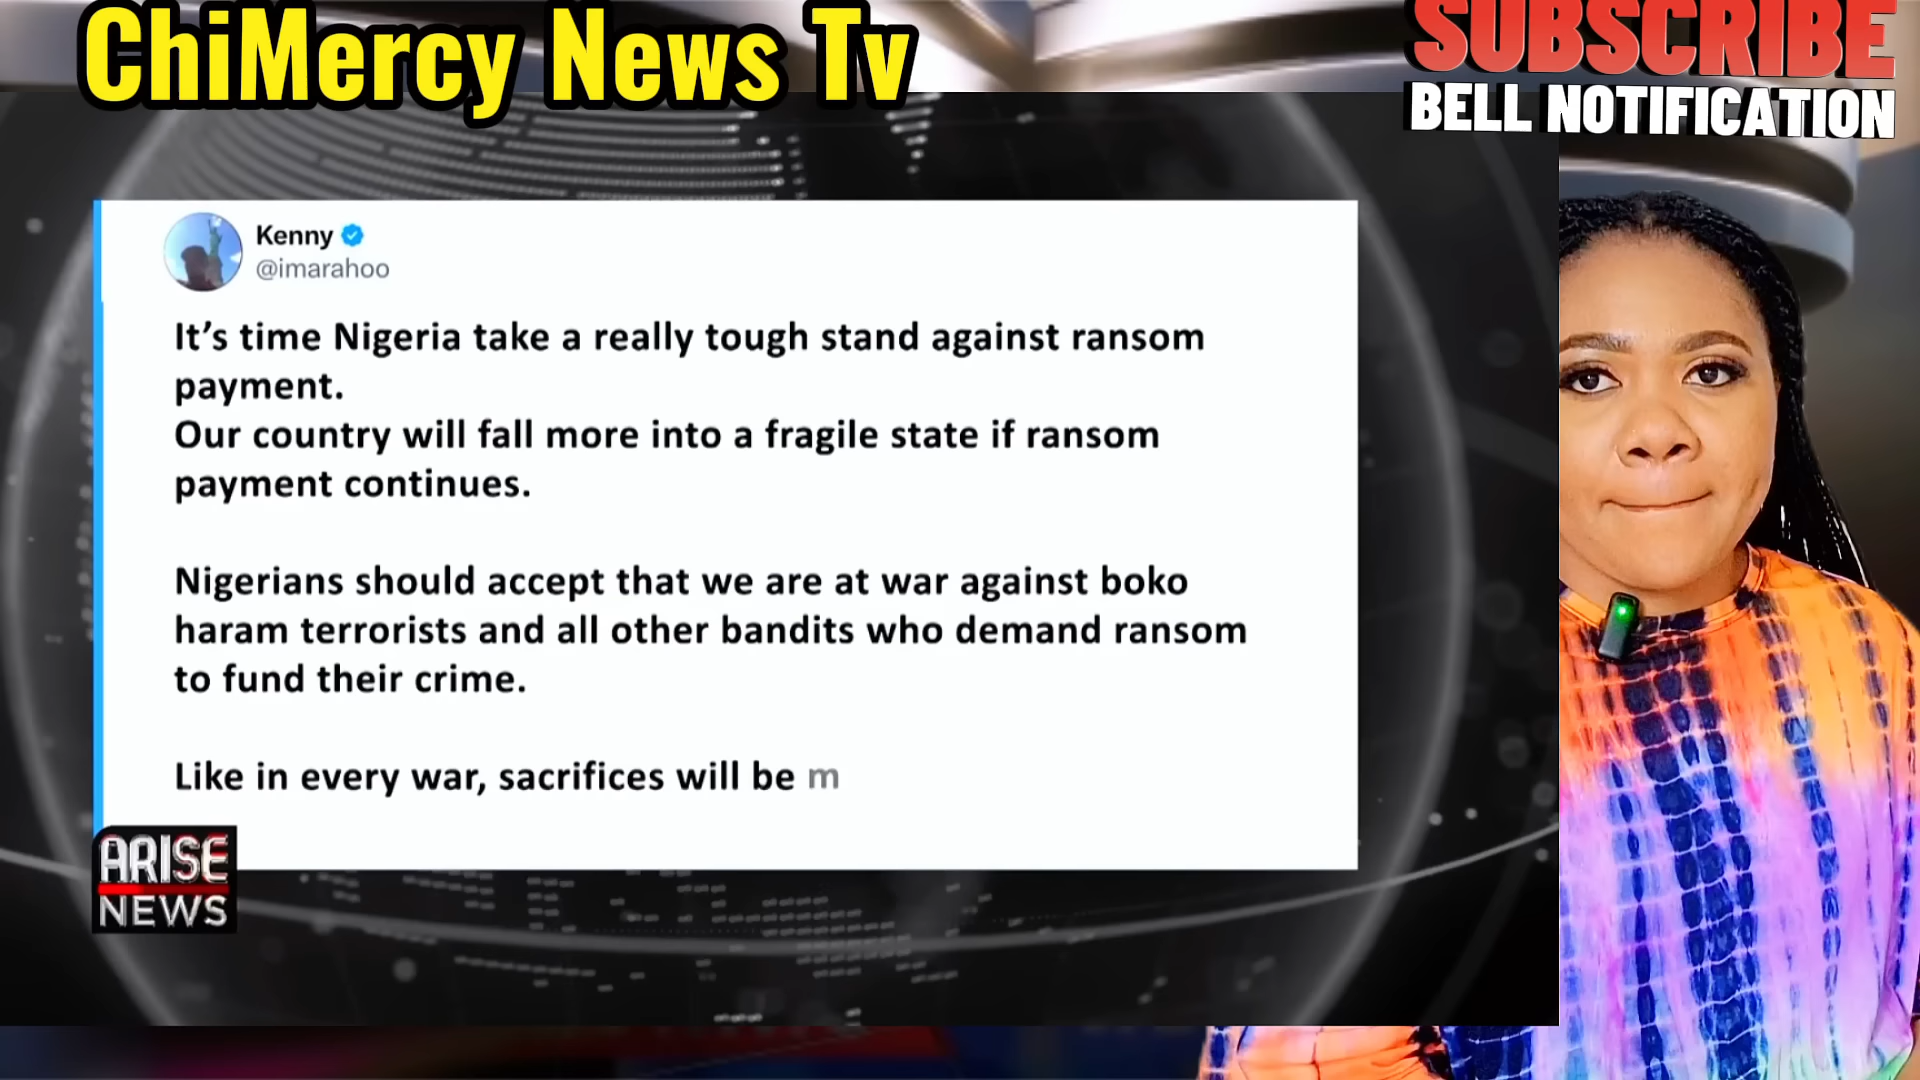 ChiMercy News Tv
SUBSCRIBE
BELL NOTIFICATION
Kenny
@imarahoo
It's time Nigeria take a really tough stand against ransom
payment.
Our country will fall more into a fragile state if ransom
payment continues.
Nigerians should accept that we are at war against boko
haram terrorists and all other bandits who demand ransom
to fund their crime.
Like in every war, sacrifices will be m
ARISE
NEWS